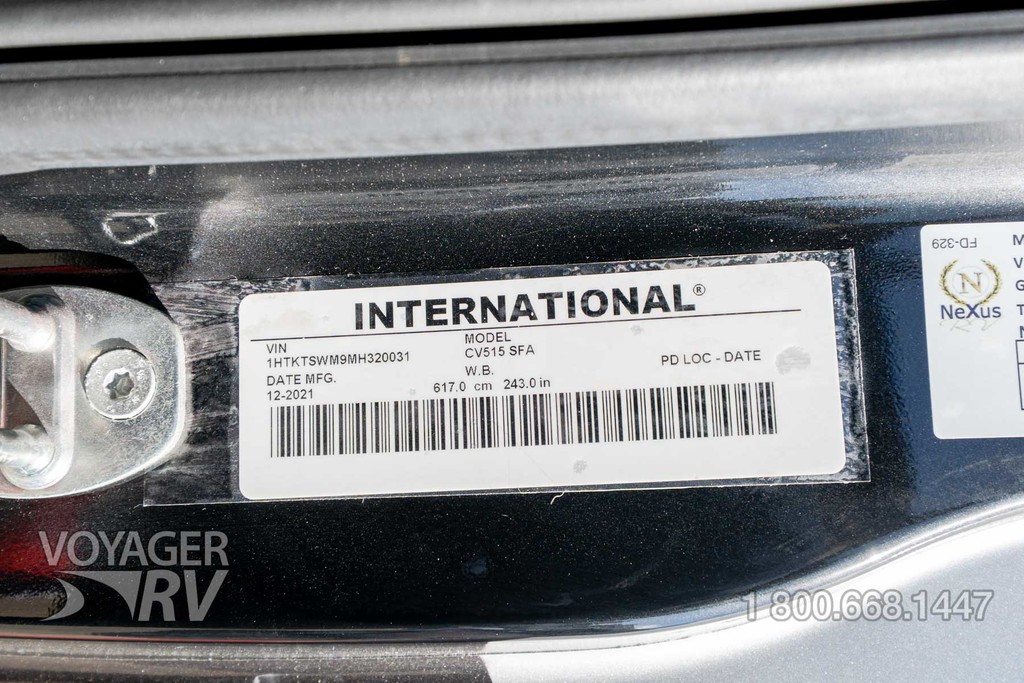 INTERNATIONAL®
VIN
1HTKTSWM9MH320031
DATE MFG.
12-2021
MODEL
CV515 SFA
W.B.
617.0 cm 243.0 in
PD LOC - DATE
FD-329
N
NeXus
RV
M
V
G
T
N
VOYAGER
RV
1 800.668.1447